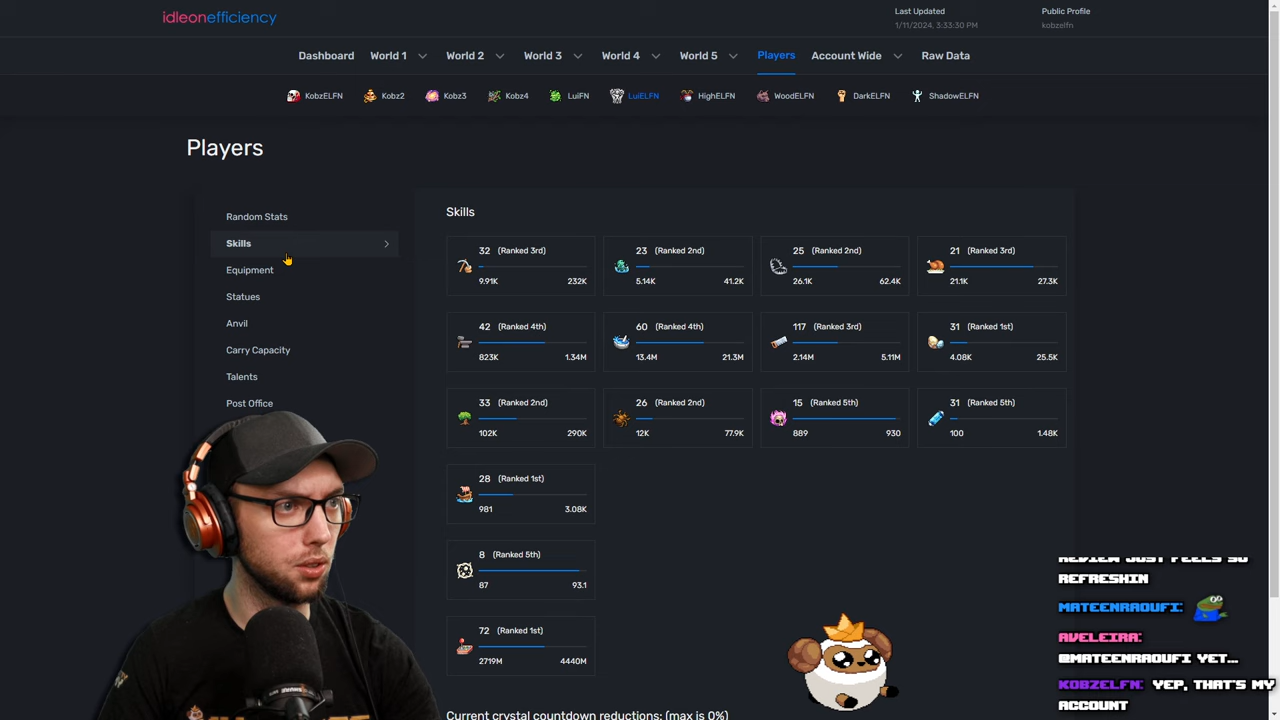 idleonefficiency
Last Updated
1/11/2024, 3:33:30 PM
Public Profile
kobzelfn
Dashboard World 1 World 2 World 3 World 4 World 5 Players Account Wide Raw Data
KobzELFN Kobz2 Kobz3 Kobz4 LuiFN LuiELFN HighELFN WoodELFN DarkELFN ShadowELFN
Players
Random Stats
Skills
Equipment
Statues
Anvil
Carry Capacity
Talents
Post Office
Skills
32 (Ranked 3rd)
9.91K 232K
23 (Ranked 2nd)
5.14K 41.2K
25 (Ranked 2nd)
26.1K 62.4K
21 (Ranked 3rd)
21.1K 27.3K
42 (Ranked 4th)
823K 1.34M
60 (Ranked 4th)
13.4M 21.3M
117 (Ranked 3rd)
2.14M 5.11M
31 (Ranked 1st)
4.08K 25.5K
33 (Ranked 2nd)
102K 290K
26 (Ranked 2nd)
12K 77.9K
15 (Ranked 5th)
889 930
31 (Ranked 5th)
100 1.48K
28 (Ranked 1st)
981 3.08K
8 (Ranked 5th)
87 93.1
72 (Ranked 1st)
2719M 4440M
Current crystal countdown reductions: (max is 0%)
REVIEW JUST FEELS SO
REFRESHIN
MATEENRAOUFI:
AVELEIRA:
@MATEENRAOUFI YET...
KOBZELFN: YEP, THAT'S MY
ACCOUNT